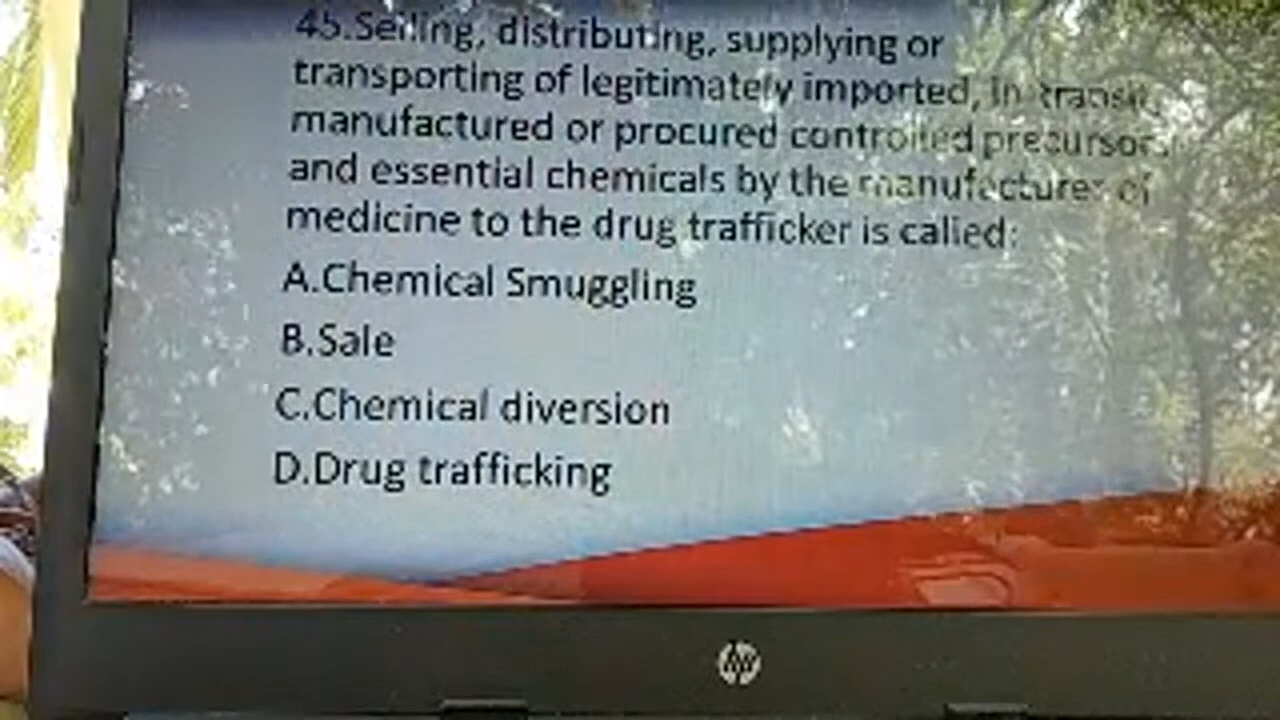 45.Selling, distributing, supplying or
transporting of legitimately imported, in transit,
manufactured or procured controlled precursors
and essential chemicals by the manufacturer of
medicine to the drug trafficker is called:
A.Chemical Smuggling
B.Sale
C.Chemical diversion
D.Drug trafficking
hp